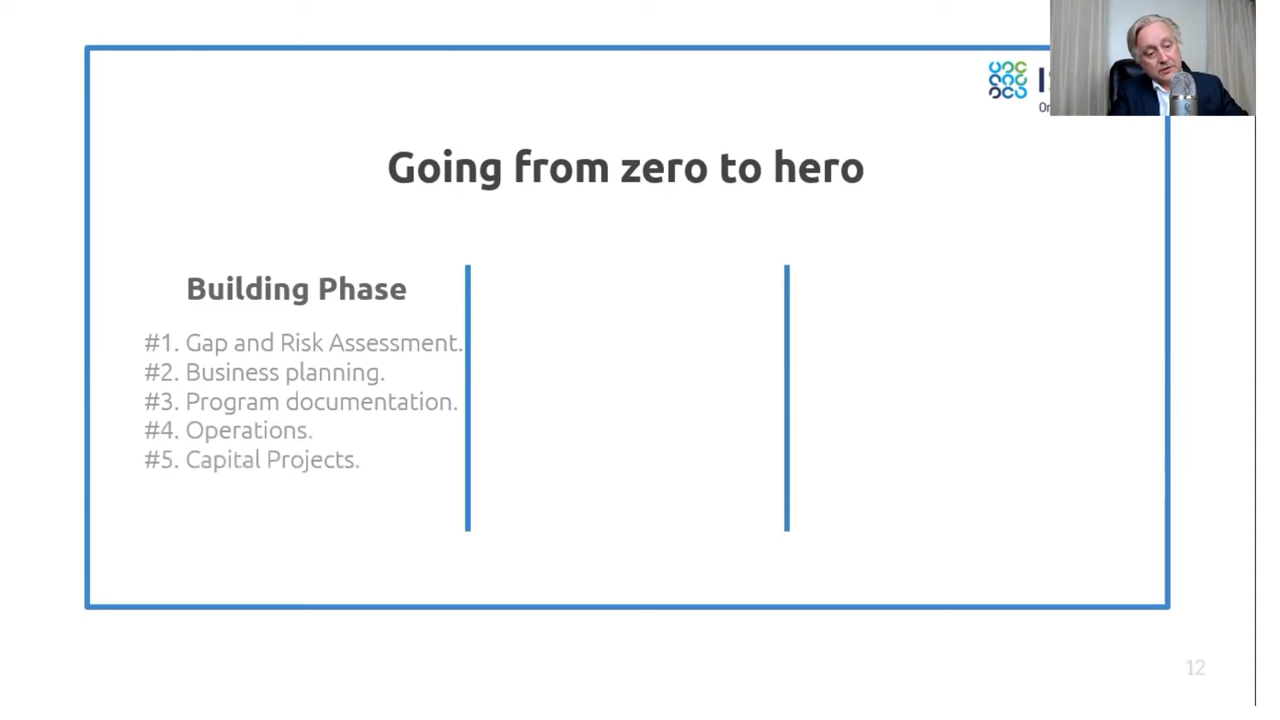 Going from zero to hero
Building Phase
#1. Gap and Risk Assessment.
#2. Business planning.
#3. Program documentation.
#4. Operations.
#5. Capital Projects.
12